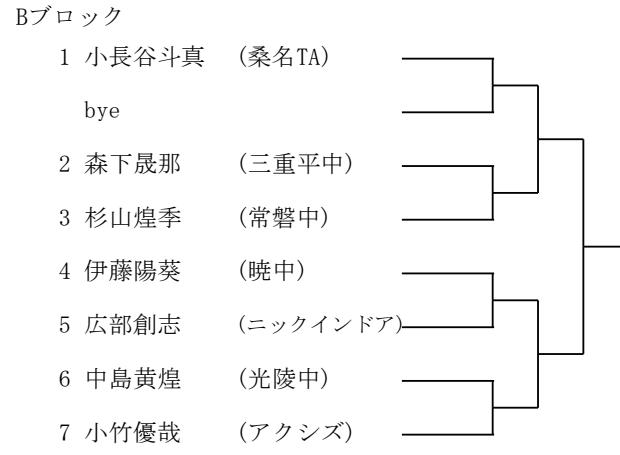 Bブロック
1 小長谷斗真 (桑名TA)
bye
2 森下晟那 (三重平中)
3 杉山煌季 (常磐中)
4 伊藤陽葵 (暁中)
5 広部創志 (ニックインドア)
6 中島黄煌 (光陵中)
7 小竹優哉 (アクシズ)